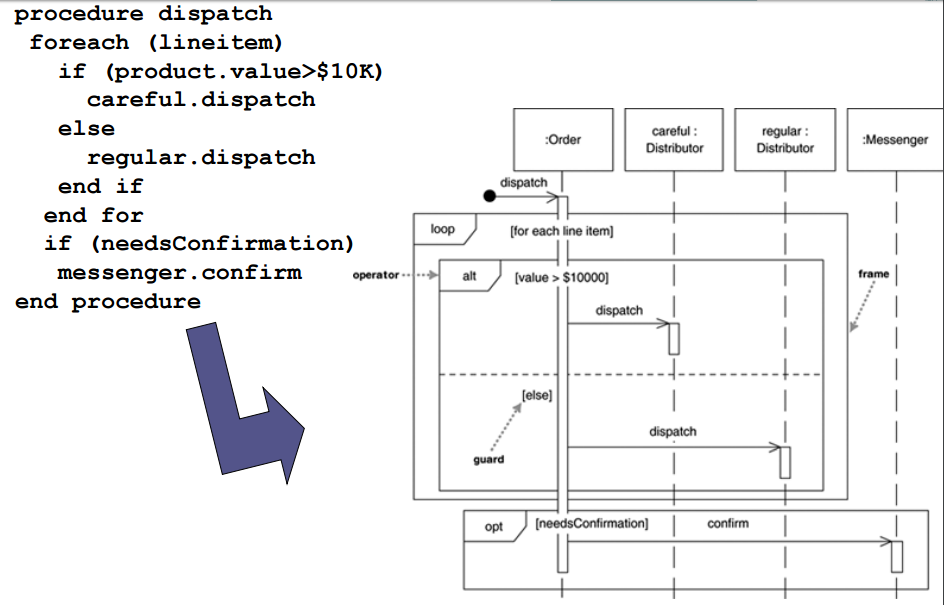 procedure dispatch
foreach (lineitem)
if (product.value>$10K)
careful.dispatch
else
regular.dispatch
end if
end for
if (needsConfirmation)
messenger.confirm
end procedure
:Order
careful :
Distributor
regular :
Distributor
:Messenger
dispatch
loop
[for each line item]
operator
alt
[value > $10000]
frame
dispatch
[else]
dispatch
guard
opt
[needsConfirmation]
confirm